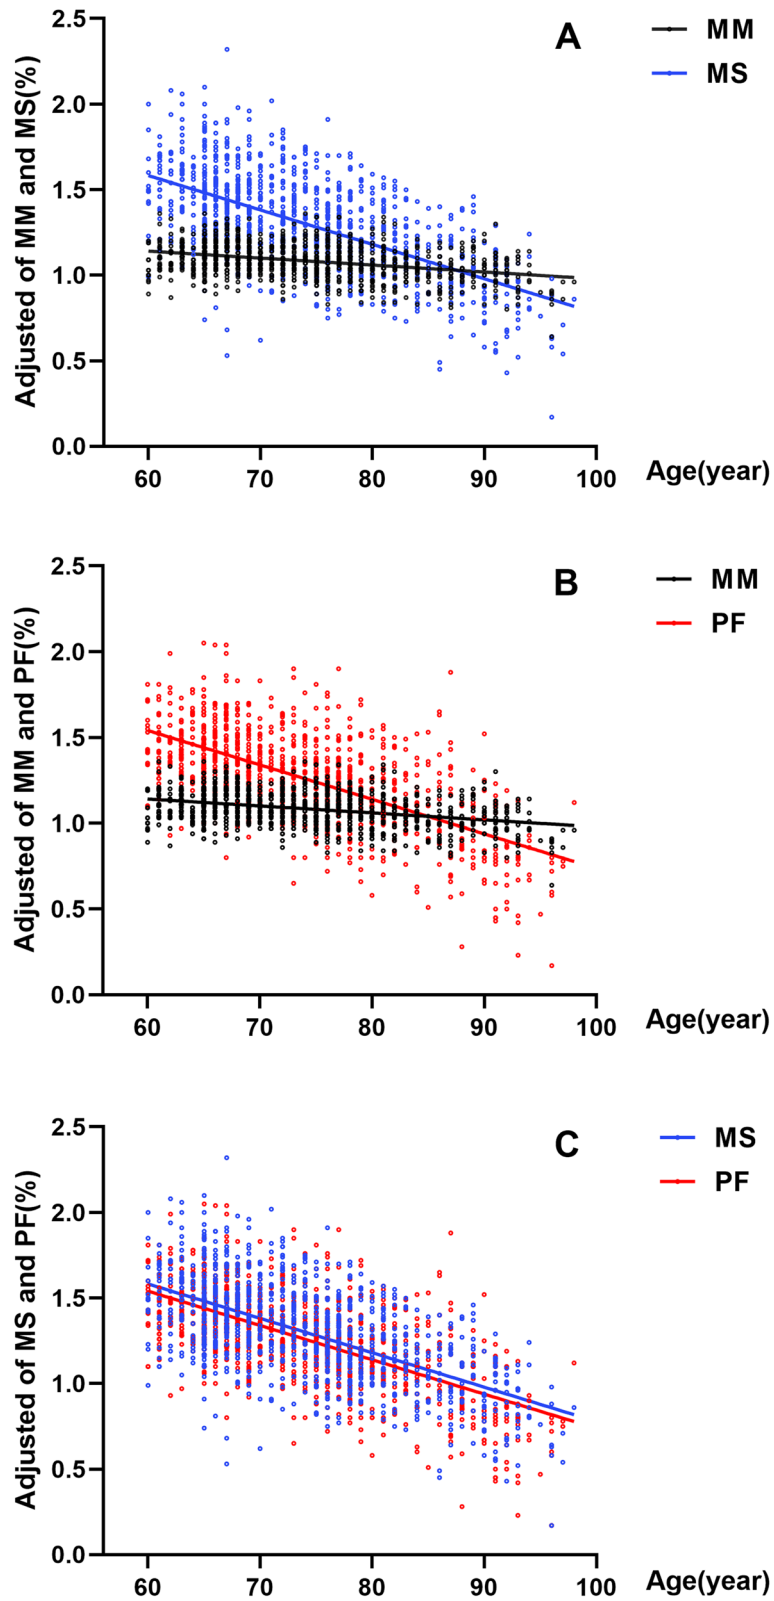 A
MM
MS
Adjusted of MM and MS(%)
2.5
2.0
1.5
1.0
0.5
0.0
60 70 80 90 100 Age(year)
B
MM
PF
Adjusted of MM and PF(%)
2.5
2.0
1.5
1.0
0.5
0.0
60 70 80 90 100 Age(year)
C
MS
PF
Adjusted of MS and PF(%)
2.5
2.0
1.5
1.0
0.5
0.0
60 70 80 90 100 Age(year)